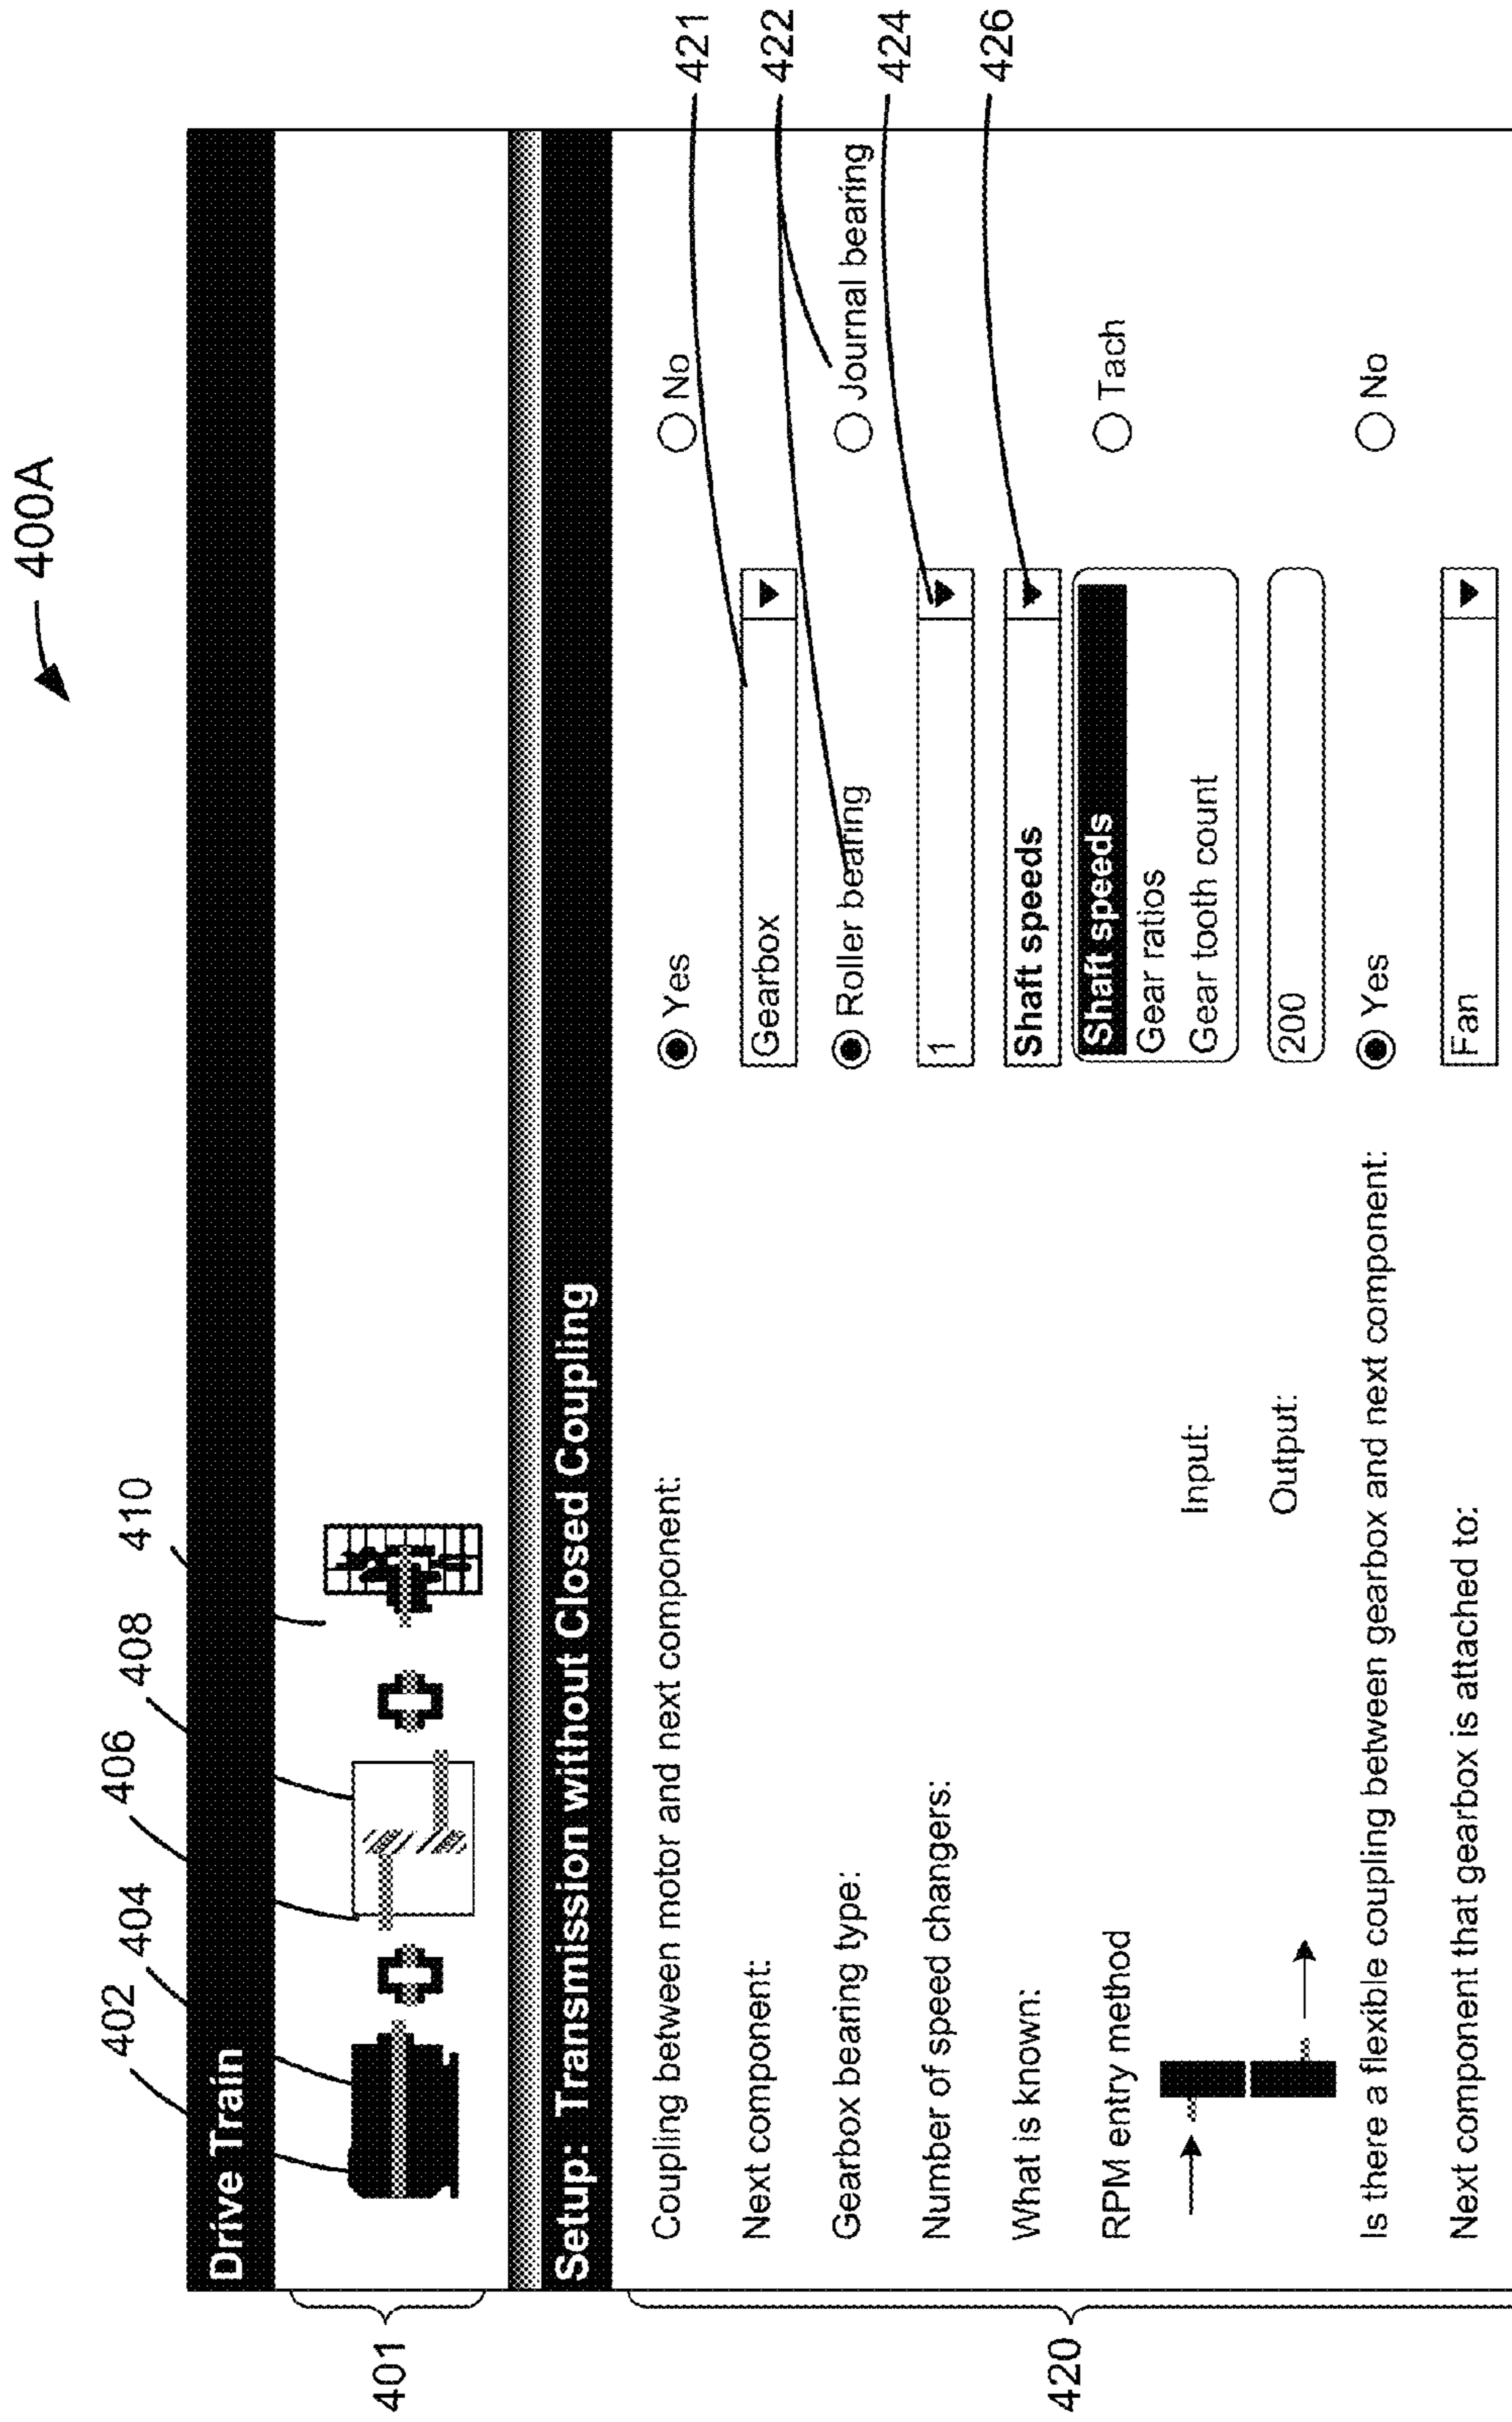 400A
402
404
406
408
410
Drive Train
401
Setup: Transmission without Closed Coupling
Coupling between motor and next component:
Yes
No
421
Next component:
Gearbox
422
Gearbox bearing type:
Roller bearing
Journal bearing
Number of speed changers:
1
424
What is known:
Shaft speeds
426
Shaft speeds
Gear ratios
Gear tooth count
RPM entry method
Tach
Input:
Output:
200
Is there a flexible coupling between gearbox and next component:
Yes
No
Next component that gearbox is attached to:
Fan
420